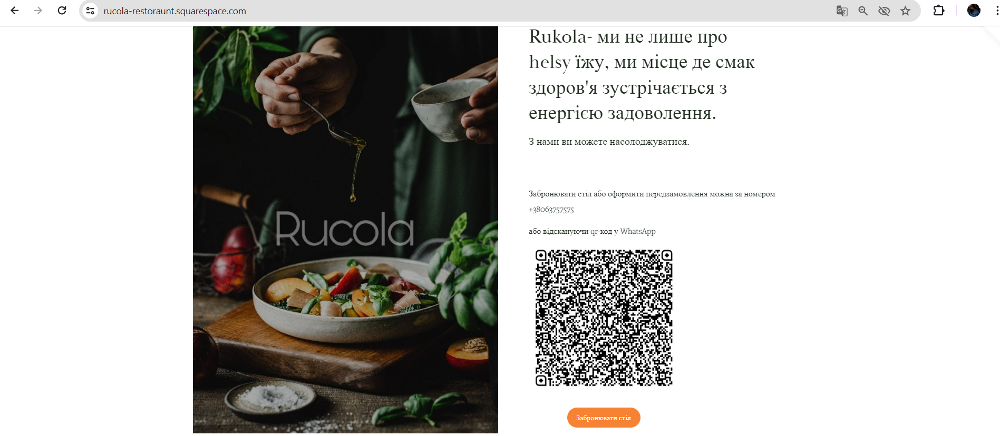 rucola-restoraunt.squarespace.com
Rucola
Rukola- ми не лише про
helsy їжу, ми місце де смак
здоров'я зустрічається з
енергією задоволення.
З нами ви можете насолоджуватися.
Забронювати стіл або оформити передзамовлення можна за номером
+38063757575
або відскануючи qr-код у WhatsApp
Забронювати стіл